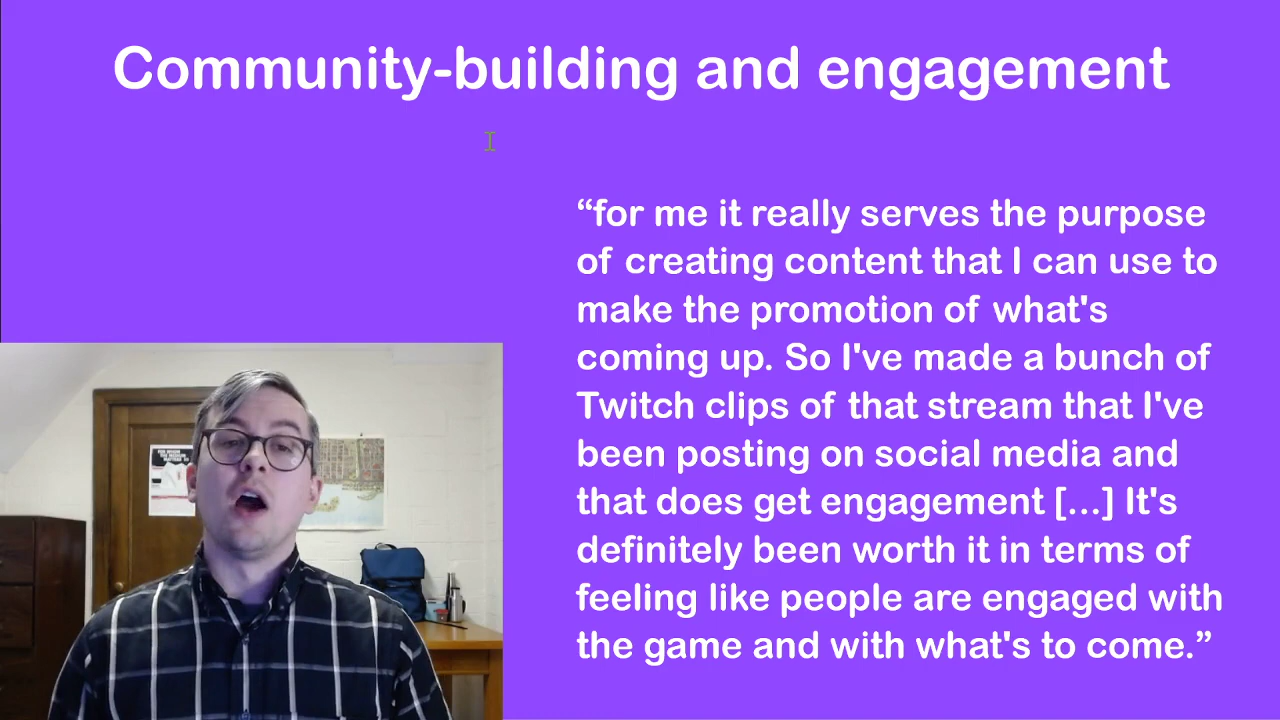 Community-building and engagement
“for me it really serves the purpose
of creating content that I can use to
make the promotion of what's
coming up. So I've made a bunch of
Twitch clips of that stream that I've
been posting on social media and
that does get engagement [...] It's
definitely been worth it in terms of
feeling like people are engaged with
the game and with what's to come.”